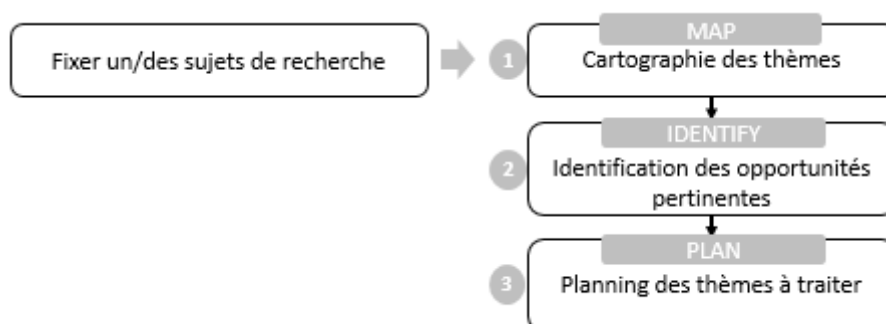 Fixer un/des sujets de recherche
MAP
1
Cartographie des thèmes
IDENTIFY
2
Identification des opportunités
pertinentes
PLAN
3
Planning des thèmes à traiter